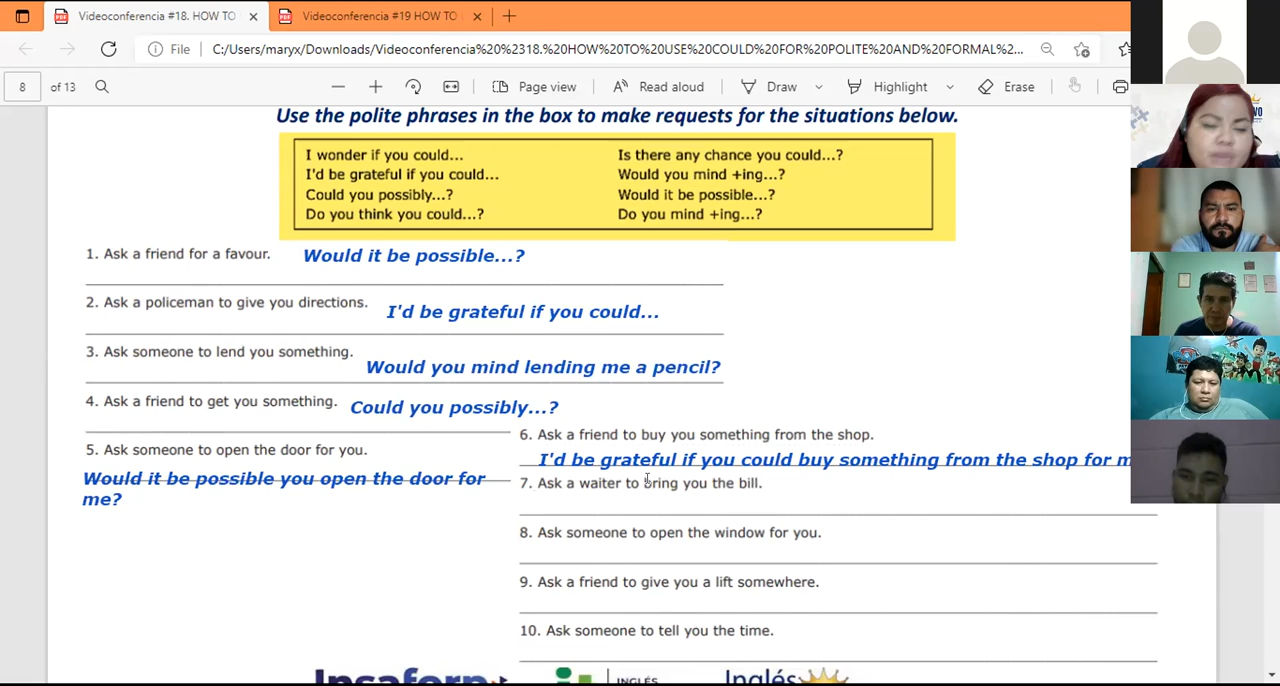 Videoconferencia #18. HOW TO
Videoconferencia #19 HOW TO
File
C:/Users/maryx/Downloads/Videoconferencia%20%2318.%20HOW%20TO%20USE%20COULD%20FOR%20POLITE%20AND%20FORMAL%...
8
of 13
Page view
Read aloud
Draw
Highlight
Erase
Use the polite phrases in the box to make requests for the situations below.
I wonder if you could...
I'd be grateful if you could...
Could you possibly...?
Do you think you could...?
Is there any chance you could...?
Would you mind +ing...?
Would it be possible...?
Do you mind +ing...?
1. Ask a friend for a favour.
Would it be possible...?
2. Ask a policeman to give you directions.
I'd be grateful if you could...
3. Ask someone to lend you something.
Would you mind lending me a pencil?
4. Ask a friend to get you something.
Could you possibly...?
5. Ask someone to open the door for you.
Would it be possible you open the door for
me?
6. Ask a friend to buy you something from the shop.
I'd be grateful if you could buy something from the shop for m
7. Ask a waiter to bring you the bill.
8. Ask someone to open the window for you.
9. Ask a friend to give you a lift somewhere.
10. Ask someone to tell you the time.
Insaforp
INGLÉS
Inglés